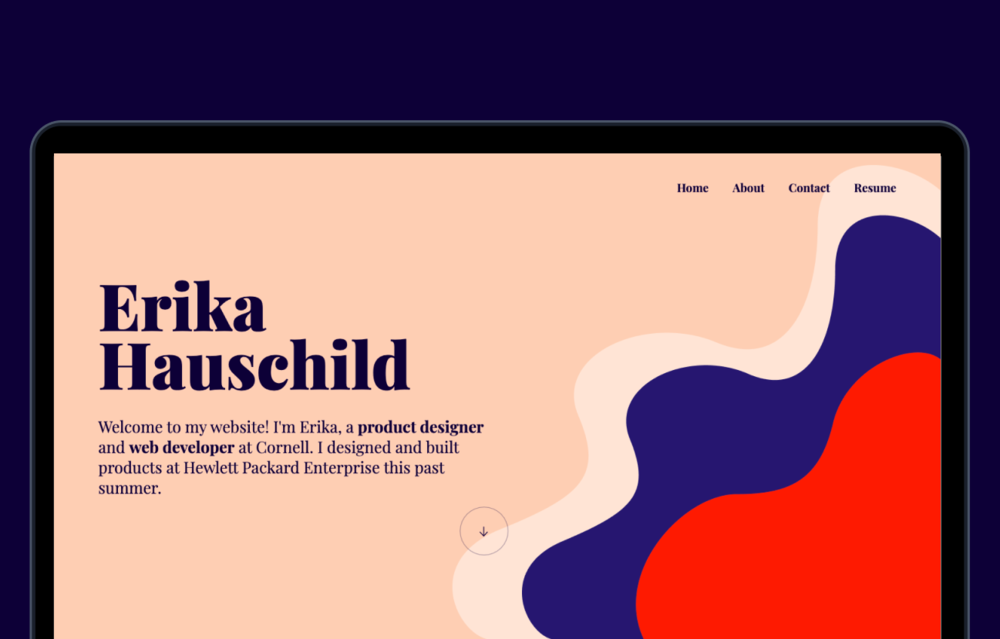 Home About Contact Resume
Erika
Hauschild
Welcome to my website! I'm Erika, a product designer
and web developer at Cornell. I designed and built
products at Hewlett Packard Enterprise this past
summer.